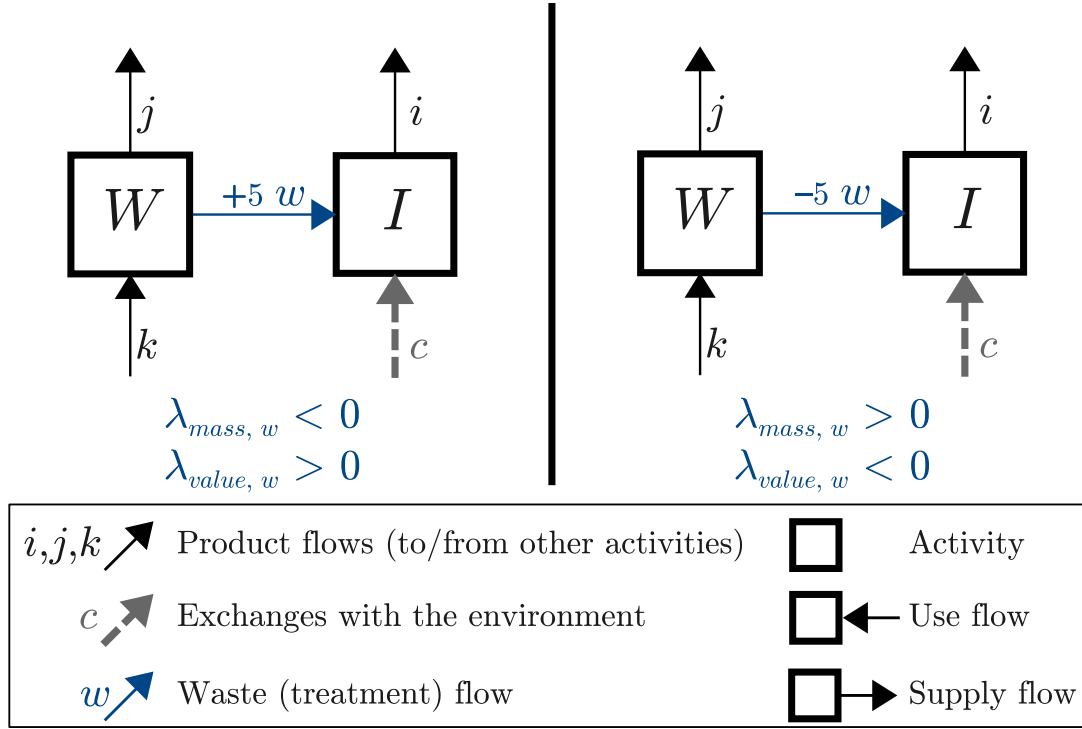 j i j i
W +5 w I W –5 w I
k c k c
λmass, w < 0 λmass, w > 0
λvalue, w > 0 λvalue, w < 0
i,j,k Product flows (to/from other activities) Activity
c Exchanges with the environment Use flow
w Waste (treatment) flow Supply flow